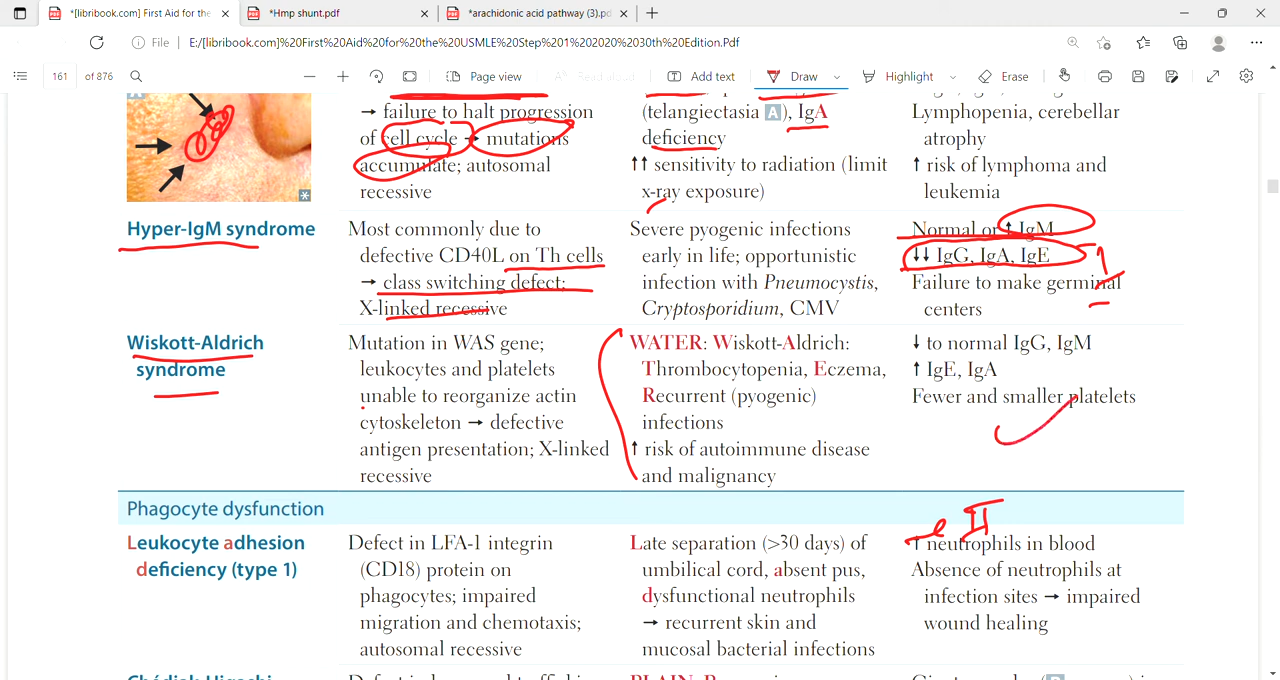 *[libribook.com] First Aid for the
*Hmp shunt.pdf
*arachidonic acid pathway (3).pd
File
E:/[libribook.com]%20First%20Aid%20for%20the%20USMLE%20Step%201%202020%2030th%20Edition.Pdf
161 of 876
Page view
Read aloud
Add text
Draw
Highlight
Erase
→ failure to halt progression
of cell cycle → mutations
accumulate; autosomal
recessive
(telangiectasia A), IgA
deficiency
↑↑ sensitivity to radiation (limit
x-ray exposure)
Lymphopenia, cerebellar
atrophy
↑ risk of lymphoma and
leukemia
Hyper-IgM syndrome
Most commonly due to
defective CD40L on Th cells
→ class switching defect;
X-linked recessive
Severe pyogenic infections
early in life; opportunistic
infection with Pneumocystis,
Cryptosporidium, CMV
Normal or ↑ IgM
↓↓ IgG, IgA, IgE
Failure to make germinal
centers
Wiskott-Aldrich
syndrome
Mutation in WAS gene;
leukocytes and platelets
unable to reorganize actin
cytoskeleton → defective
antigen presentation; X-linked
recessive
WATER: Wiskott-Aldrich:
Thrombocytopenia, Eczema,
Recurrent (pyogenic)
infections
↑ risk of autoimmune disease
and malignancy
↓ to normal IgG, IgM
↑ IgE, IgA
Fewer and smaller platelets
Phagocyte dysfunction
Leukocyte adhesion
deficiency (type 1)
Defect in LFA-1 integrin
(CD18) protein on
phagocytes; impaired
migration and chemotaxis;
autosomal recessive
Late separation (>30 days) of
umbilical cord, absent pus,
dysfunctional neutrophils
→ recurrent skin and
mucosal bacterial infections
↑ neutrophils in blood
Absence of neutrophils at
infection sites → impaired
wound healing